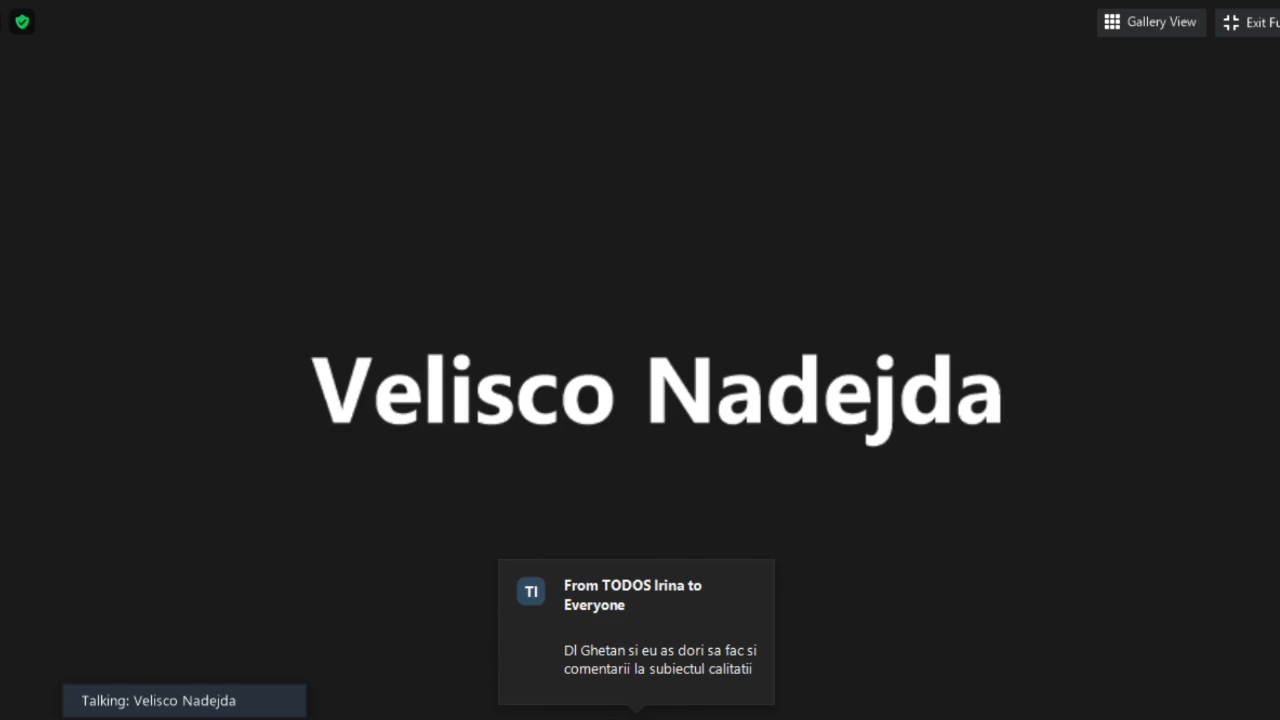 Gallery View
Exit Fu
Velisco Nadejda
TI
From TODOS Irina to
Everyone
Dl Ghetan si eu as dori sa fac si
comentarii la subiectul calitatii
Talking: Velisco Nadejda